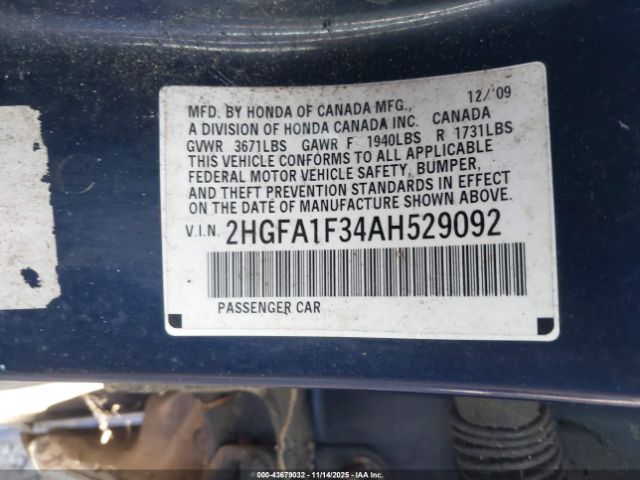 MFD. BY HONDA OF CANADA MFG., 12/'09
A DIVISION OF HONDA CANADA INC. CANADA
GVWR 3671LBS GAWR F 1940LBS R 1731LBS
THIS VEHICLE CONFORMS TO ALL APPLICABLE
FEDERAL MOTOR VEHICLE SAFETY, BUMPER,
AND THEFT PREVENTION STANDARDS IN EFFECT
ON THE DATE OF MANUFACTURE SHOWN ABOVE.
V.I.N. 2HGFA1F34AH529092
PASSENGER CAR
000-43679032 - 11/14/2025 - IAAI.COM